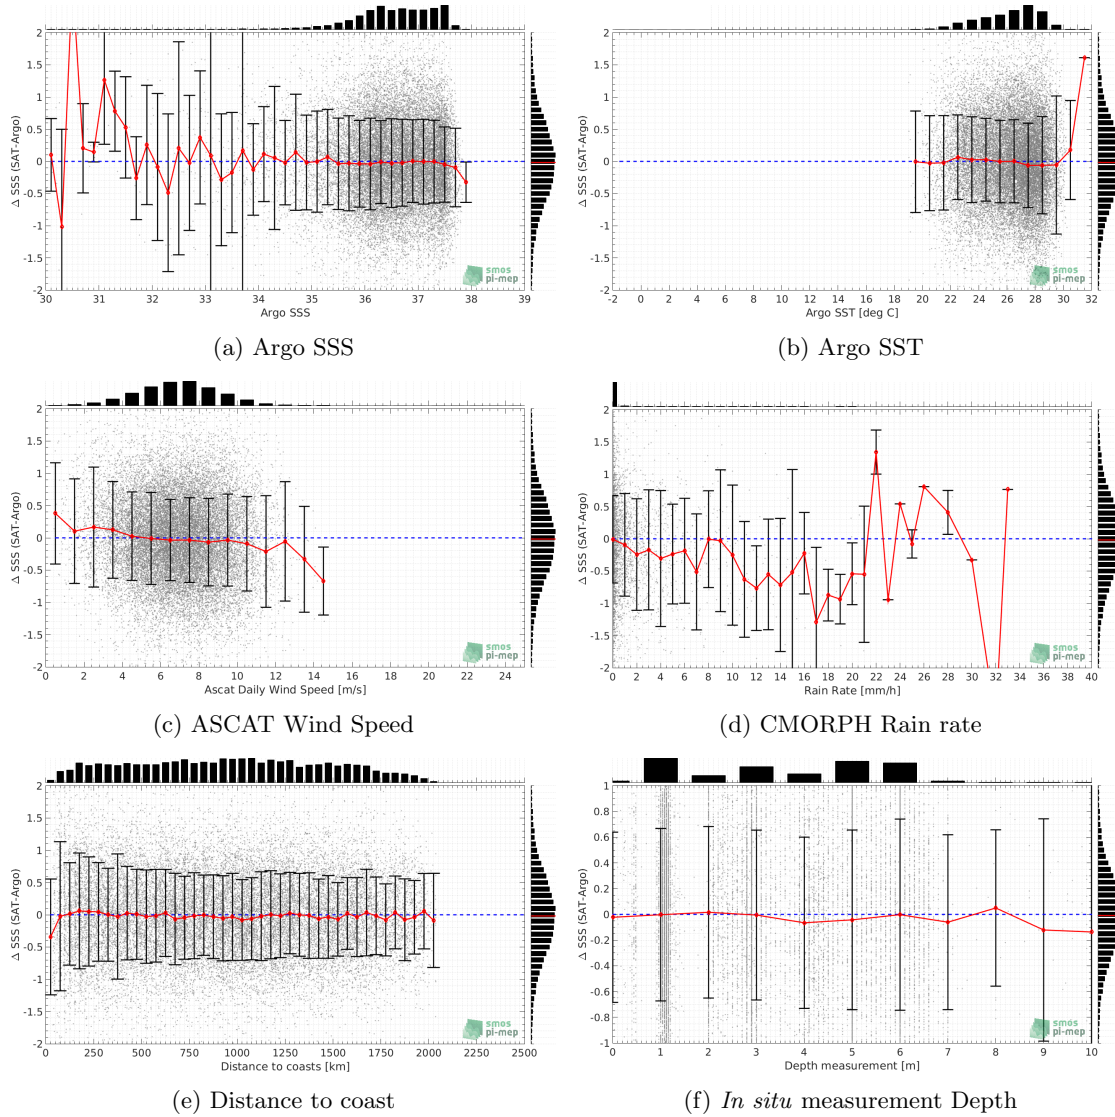 2
1.5
1
0.5
0
-0.5
-1
-1.5
-2
Δ SSS (SAT-Argo)
30 31 32 33 34 35 36 37 38 39
Argo SSS
smos
pi-mep
(a) Argo SSS
2
1.5
1
0.5
0
-0.5
-1
-1.5
-2
Δ SSS (SAT-Argo)
-2 0 2 4 6 8 10 12 14 16 18 20 22 24 26 28 30 32
Argo SST [deg C]
smos
pi-mep
(b) Argo SST
2
1.5
1
0.5
0
-0.5
-1
-1.5
-2
Δ SSS (SAT-Argo)
0 2 4 6 8 10 12 14 16 18 20 22 24
Ascat Daily Wind Speed [m/s]
smos
pi-mep
(c) ASCAT Wind Speed
2
1.5
1
0.5
0
-0.5
-1
-1.5
-2
Δ SSS (SAT-Argo)
0 2 4 6 8 10 12 14 16 18 20 22 24 26 28 30 32 34 36 38 40
Rain Rate [mm/h]
smos
pi-mep
(d) CMORPH Rain rate
2
1.5
1
0.5
0
-0.5
-1
-1.5
-2
Δ SSS (SAT-Argo)
0 250 500 750 1000 1250 1500 1750 2000 2250 2500
Distance to coasts [km]
smos
pi-mep
(e) Distance to coast
1
0.8
0.6
0.4
0.2
0
-0.2
-0.4
-0.6
-0.8
-1
Δ SSS (SAT-Argo)
0 1 2 3 4 5 6 7 8 9 10
Depth measurement [m]
smos
pi-mep
(f) In situ measurement Depth